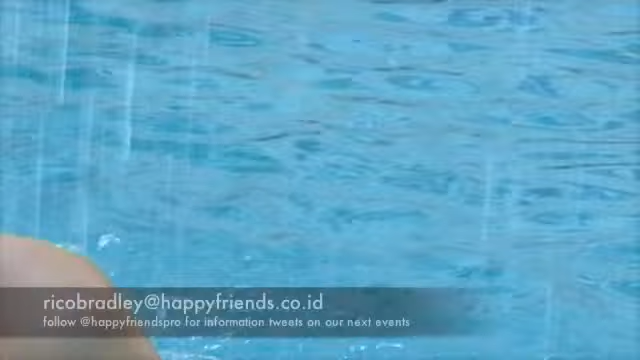 ricobradley@happyfriends.co.id
follow @happyfriendspro for information tweets on our next events